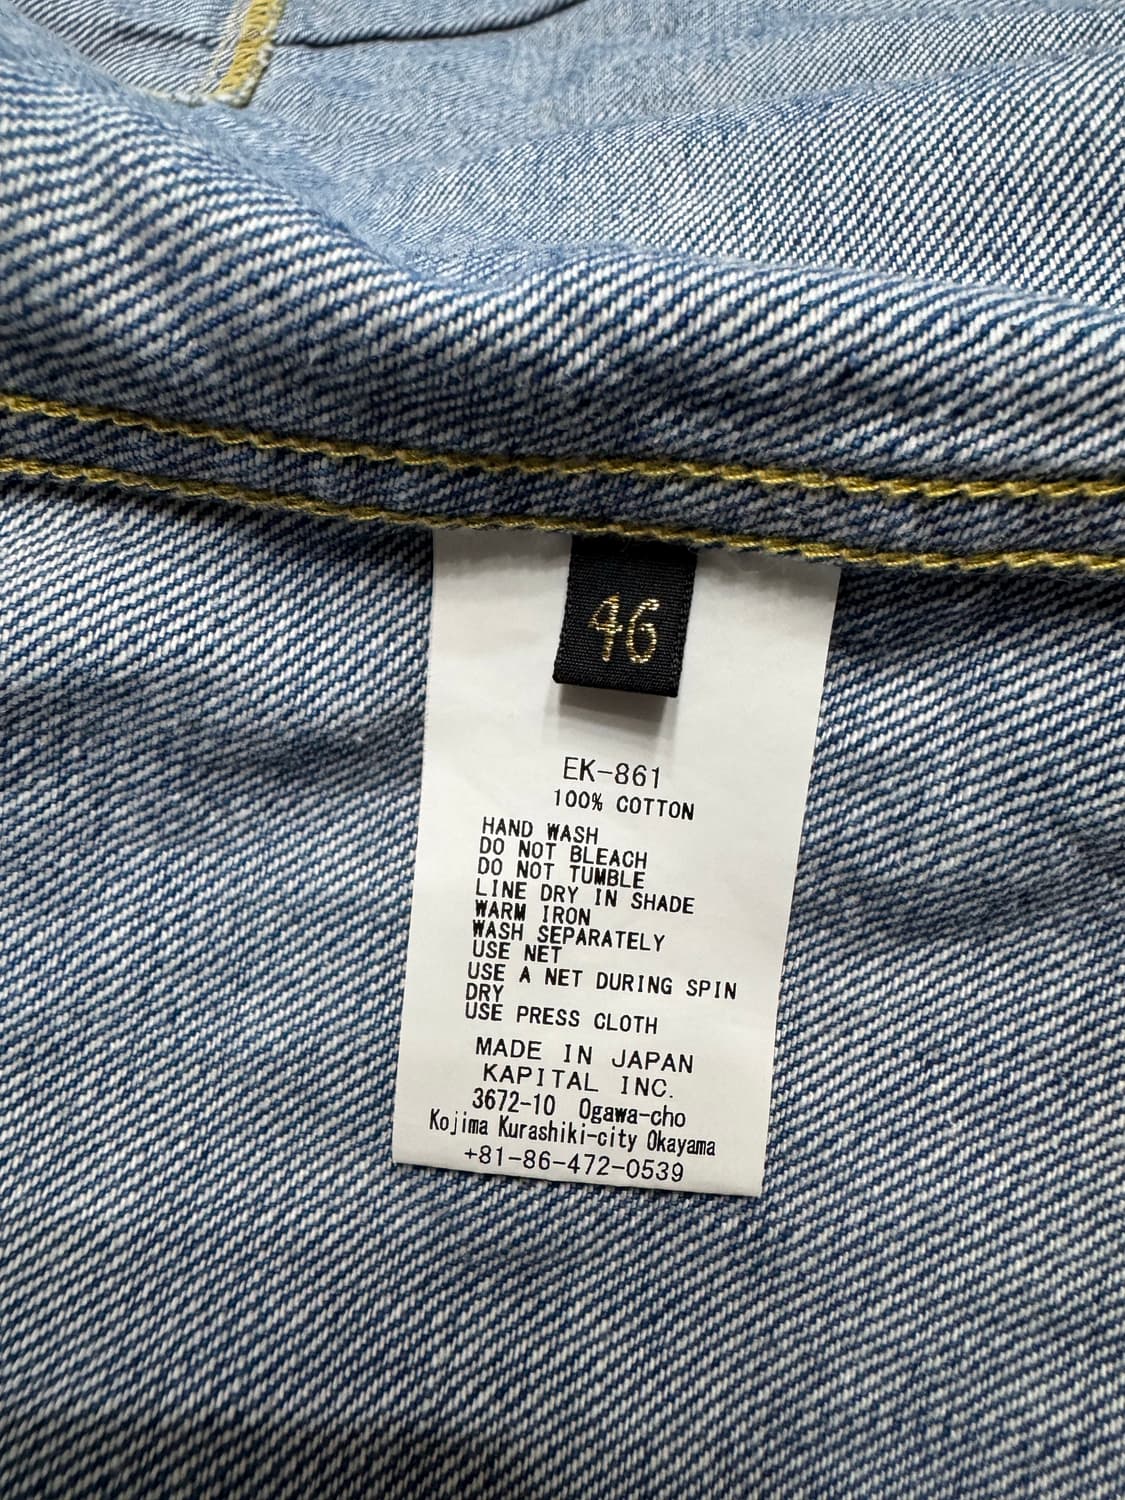 46
EK-861
100% COTTON
HAND WASH
DO NOT BLEACH
DO NOT TUMBLE
LINE DRY IN SHADE
WARM IRON
WASH SEPARATELY
USE NET
USE A NET DURING SPIN
DRY
USE PRESS CLOTH
MADE IN JAPAN
KAPITAL INC.
3672-10 Ogawa-cho
Kojima Kurashiki-city Okayama
+81-86-472-0539